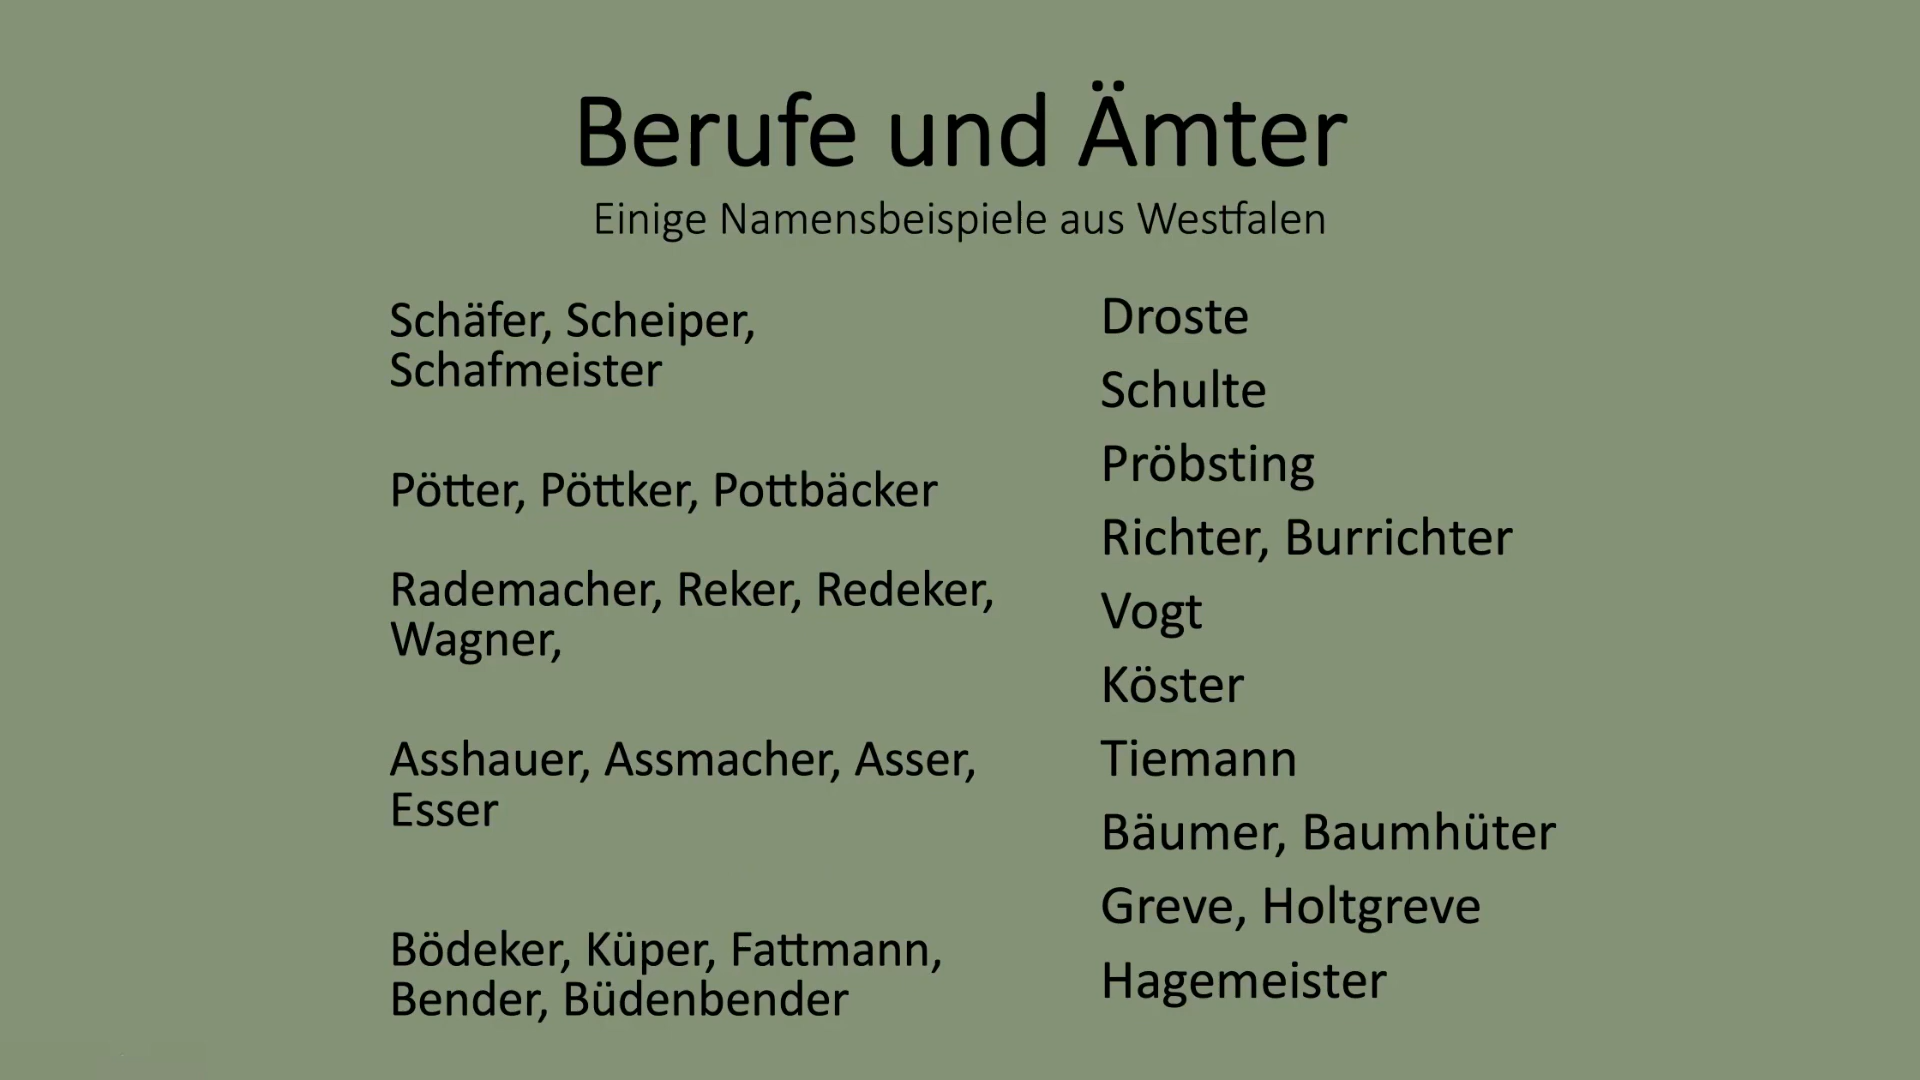 Berufe und Ämter
Einige Namensbeispiele aus Westfalen
Schäfer, Scheiper,
Schafmeister
Pötter, Pöttker, Pottbäcker
Rademacher, Reker, Redeker,
Wagner,
Asshauer, Assmacher, Asser,
Esser
Bödeker, Küper, Fattmann,
Bender, Büdenbender
Droste
Schulte
Pröbsting
Richter, Burrichter
Vogt
Köster
Tiemann
Bäumer, Baumhüter
Greve, Holtgreve
Hagemeister